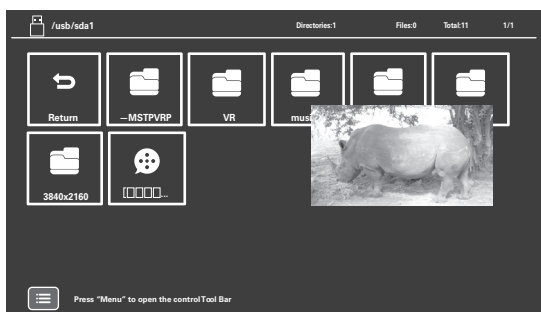 /usb/sda1 Directories:1 Files:0 Total:11 1/1
Return —MSTPVRP VR musi
3840x2160 [□□□□...
Press “Menu” to open the control Tool Bar